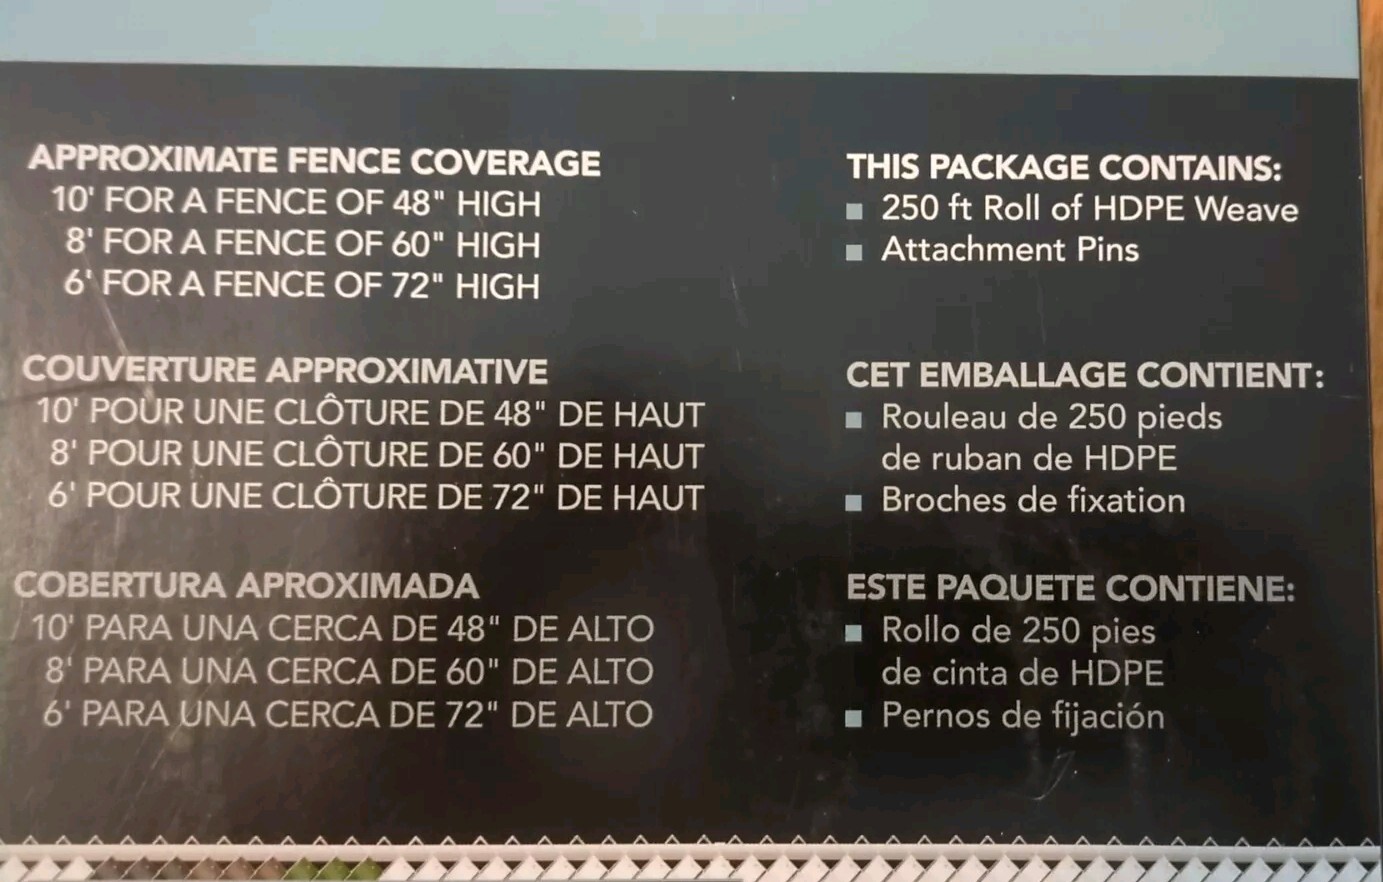 APPROXIMATE FENCE COVERAGE
10' FOR A FENCE OF 48" HIGH
8' FOR A FENCE OF 60" HIGH
6' FOR A FENCE OF 72" HIGH
THIS PACKAGE CONTAINS:
250 ft Roll of HDPE Weave
Attachment Pins
COUVERTURE APPROXIMATIVE
10' POUR UNE CLÔTURE DE 48" DE HAUT
8' POUR UNE CLÔTURE DE 60" DE HAUT
6' POUR UNE CLÔTURE DE 72" DE HAUT
CET EMBALLAGE CONTIENT:
Rouleau de 250 pieds
de ruban de HDPE
Broches de fixation
COBERTURA APROXIMADA
10' PARA UNA CERCA DE 48" DE ALTO
8' PARA UNA CERCA DE 60" DE ALTO
6' PARA UNA CERCA DE 72" DE ALTO
ESTE PAQUETE CONTIENE:
Rollo de 250 pies
de cinta de HDPE
Pernos de fijación